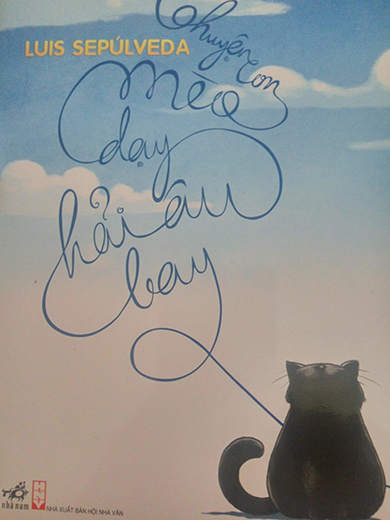 LUIS SEPÚLVEDA
Chuyện con
mèo
dạy
hải âu
bay
nhã nam
NHÀ XUẤT BẢN HỘI NHÀ VĂN